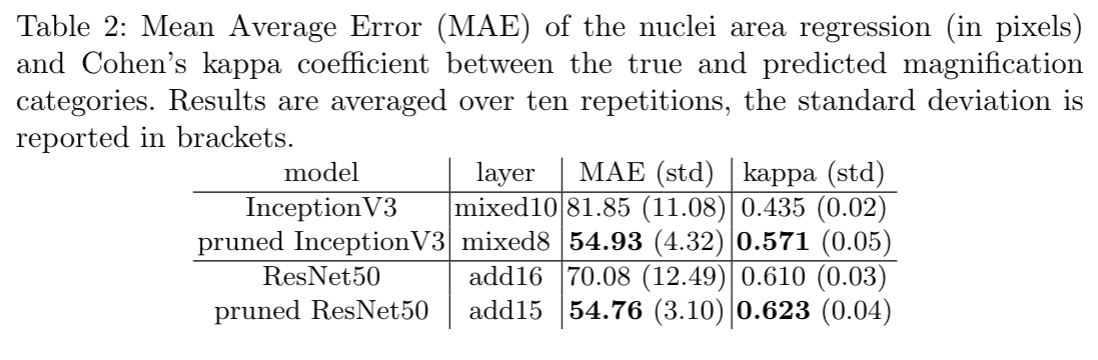 Table 2: Mean Average Error (MAE) of the nuclei area regression (in pixels)
and Cohen's kappa coefficient between the true and predicted magnification
categories. Results are averaged over ten repetitions, the standard deviation is
reported in brackets.
model layer MAE (std) kappa (std)
InceptionV3 mixed10 81.85 (11.08) 0.435 (0.02)
pruned InceptionV3 mixed8 54.93 (4.32) 0.571 (0.05)
ResNet50 add16 70.08 (12.49) 0.610 (0.03)
pruned ResNet50 add15 54.76 (3.10) 0.623 (0.04)